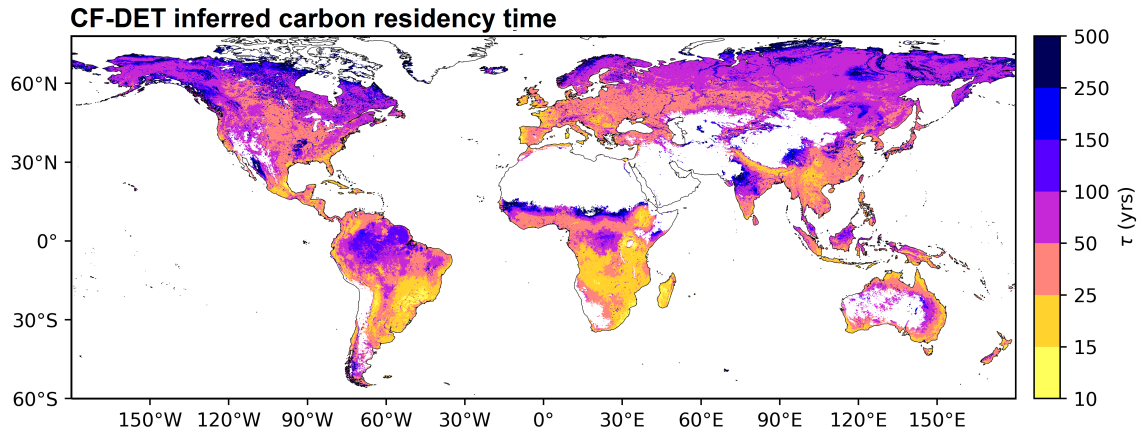 CF-DET inferred carbon residency time
60°N
30°N
0°
30°S
60°S
150°W 120°W 90°W 60°W 30°W 0° 30°E 60°E 90°E 120°E 150°E
500
250
150
100
50
25
15
10
τ (yrs)